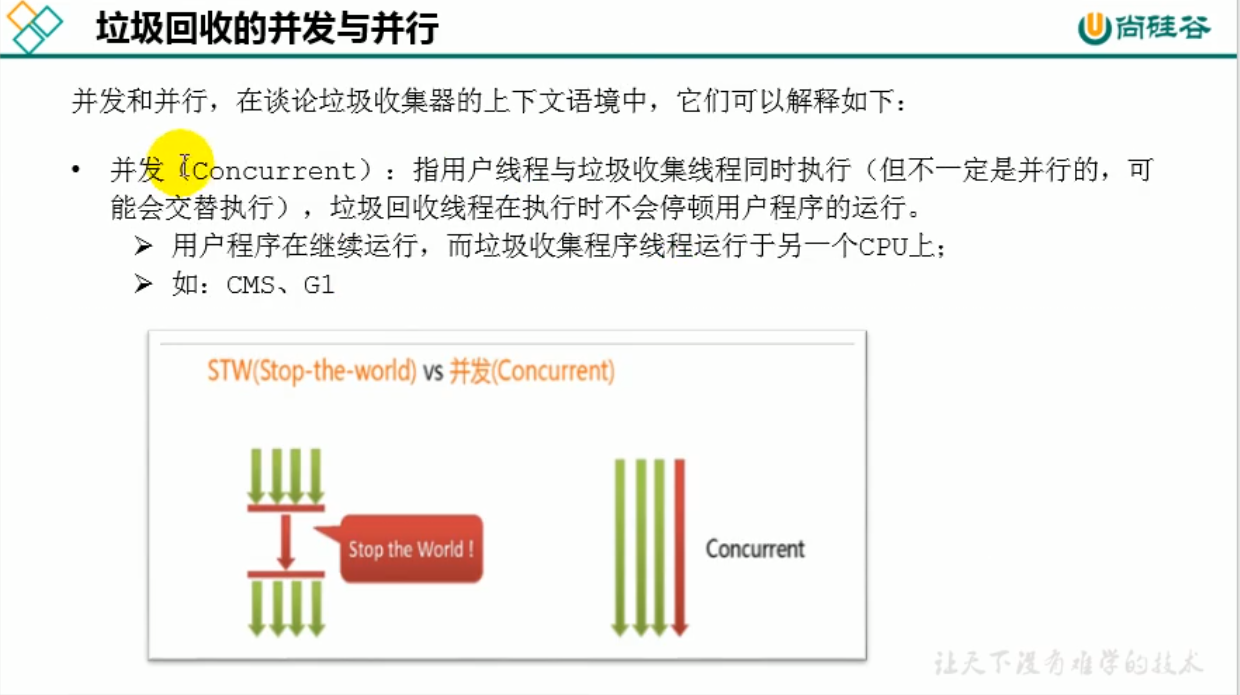 垃圾回收的并发与并行
尚硅谷
并发和并行，在谈论垃圾收集器的上下文语境中，它们可以解释如下：
• 并发（Concurrent）：指用户线程与垃圾收集线程同时执行（但不一定是并行的，可
能会交替执行），垃圾回收线程在执行时不会停顿用户程序的运行。
➢ 用户程序在继续运行，而垃圾收集程序线程运行于另一个CPU上；
➢ 如：CMS、G1
STW(Stop-the-world) vs 并发(Concurrent)
Stop the World !
Concurrent
让天下没有难学的技术